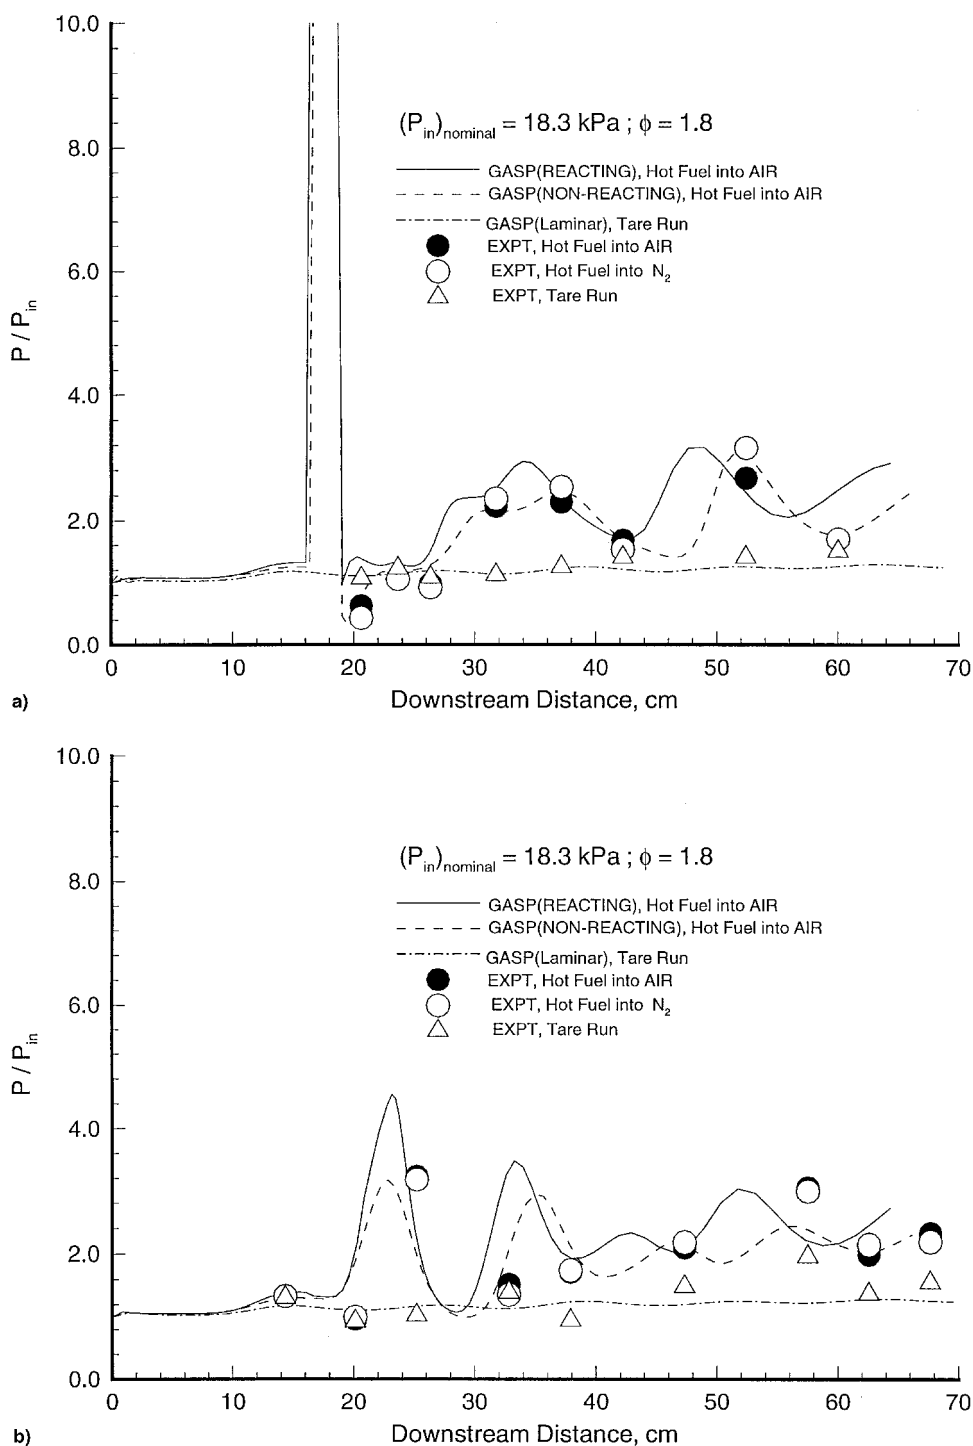 10.0
8.0
6.0
4.0
2.0
0.0
P / P_in
(P_in)_nominal = 18.3 kPa ; ϕ = 1.8
GASP(REACTING), Hot Fuel into AIR
GASP(NON-REACTING), Hot Fuel into AIR
GASP(Laminar), Tare Run
EXPT, Hot Fuel into AIR
EXPT, Hot Fuel into N₂
EXPT, Tare Run
0 10 20 30 40 50 60 70
a) Downstream Distance, cm
10.0
8.0
6.0
4.0
2.0
0.0
P / P_in
(P_in)_nominal = 18.3 kPa ; ϕ = 1.8
GASP(REACTING), Hot Fuel into AIR
GASP(NON-REACTING), Hot Fuel into AIR
GASP(Laminar), Tare Run
EXPT, Hot Fuel into AIR
EXPT, Hot Fuel into N₂
EXPT, Tare Run
0 10 20 30 40 50 60 70
b) Downstream Distance, cm